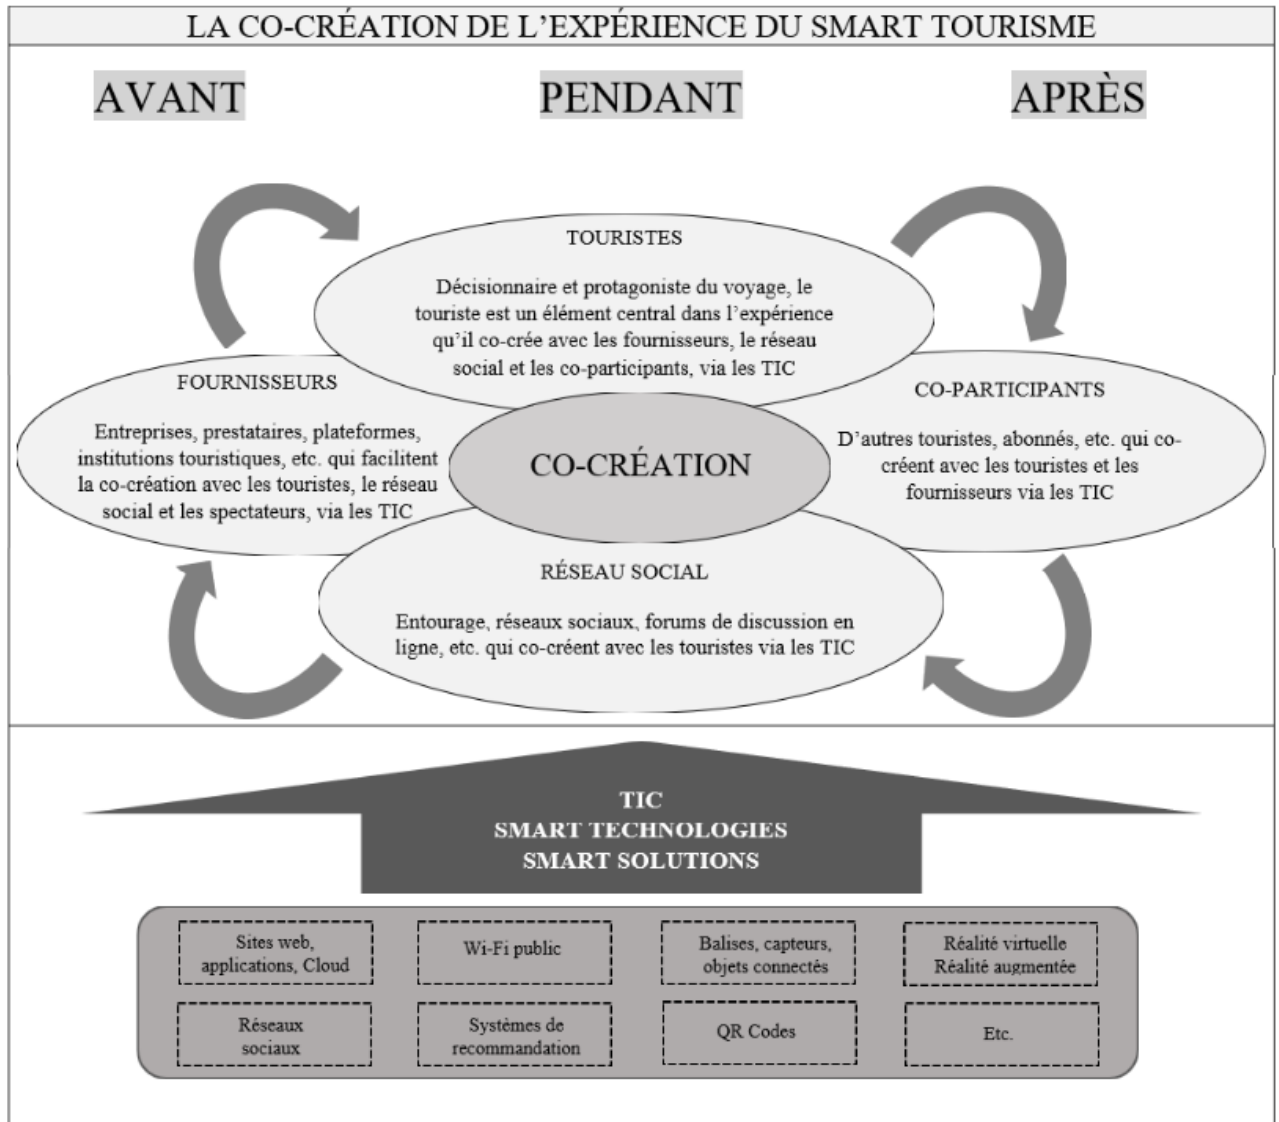 LA CO-CRÉATION DE L’EXPÉRIENCE DU SMART TOURISME
AVANT
PENDANT
APRÈS
TOURISTES
Décisionnaire et protagoniste du voyage, le
touriste est un élément central dans l’expérience
qu’il co-crée avec les fournisseurs, le réseau
social et les co-participants, via les TIC
FOURNISSEURS
Entreprises, prestataires, plateformes,
institutions touristiques, etc. qui facilitent
la co-création avec les touristes, le réseau
social et les spectateurs, via les TIC
CO-CRÉATION
CO-PARTICIPANTS
D’autres touristes, abonnés, etc. qui co-
créent avec les touristes et les
fournisseurs via les TIC
RÉSEAU SOCIAL
Entourage, réseaux sociaux, forums de discussion en
ligne, etc. qui co-créent avec les touristes via les TIC
TIC
SMART TECHNOLOGIES
SMART SOLUTIONS
Sites web,
applications, Cloud
Wi-Fi public
Balises, capteurs,
objets connectés
Réalité virtuelle
Réalité augmentée
Réseaux
sociaux
Systèmes de
recommandation
QR Codes
Etc.